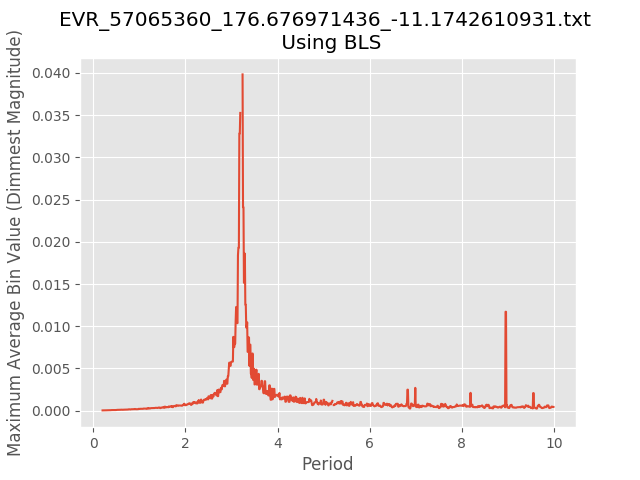 EVR_57065360_176.676971436_-11.1742610931.txt
Using BLS
Maximum Average Bin Value (Dimmest Magnitude)
0.040
0.035
0.030
0.025
0.020
0.015
0.010
0.005
0.000
0 2 4 6 8 10
Period